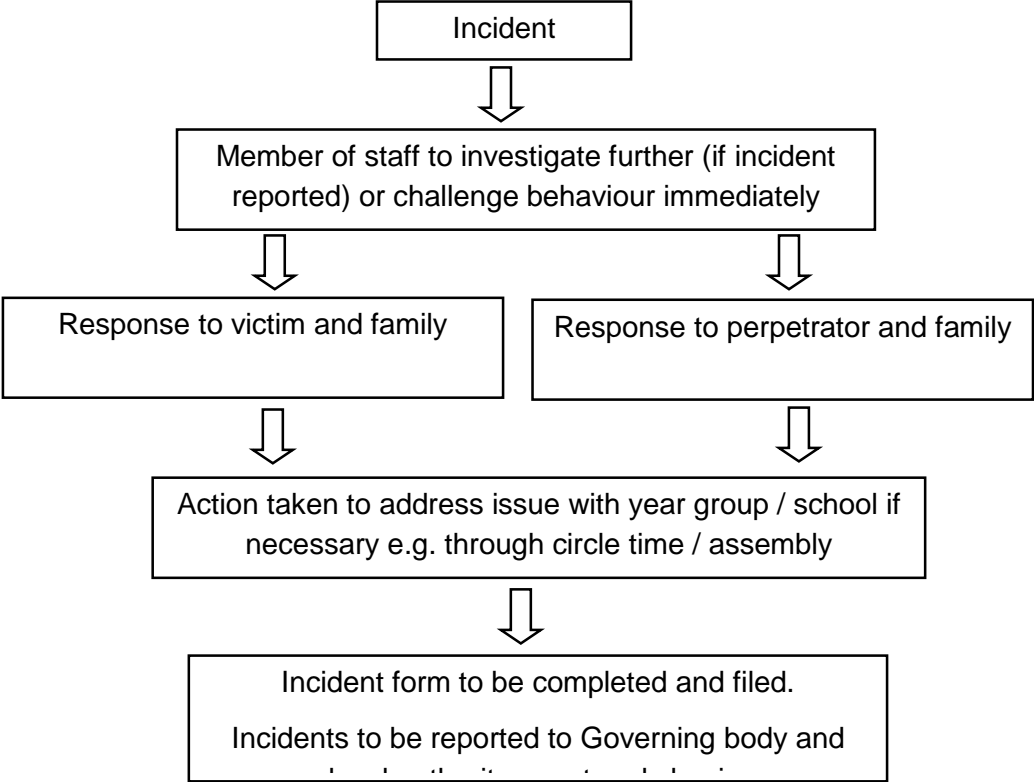 Incident
Member of staff to investigate further (if incident
reported) or challenge behaviour immediately
Response to victim and family
Response to perpetrator and family
Action taken to address issue with year group / school if
necessary e.g. through circle time / assembly
Incident form to be completed and filed.
Incidents to be reported to Governing body and